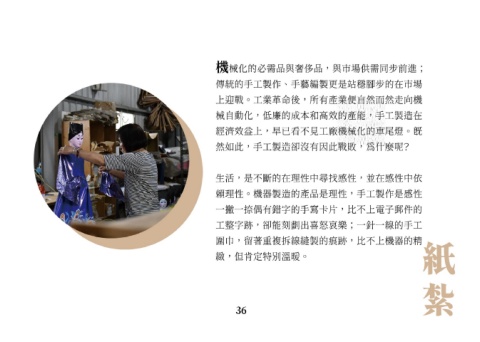 機械化的必需品與奢侈品，與市場供需同步前進；
傳統的手工製作、手藝編製更是站穩腳步的在市場
上迎戰。工業革命後，所有產業便自然而然走向機
械自動化，低廉的成本和高效的產能，手工製造在
經濟效益上，早已看不見工廠機械化的車尾燈。既
然如此，手工製造卻沒有因此戰敗，為什麼呢？
生活，是不斷的在理性中尋找感性，並在感性中依
賴理性。機器製造的產品是理性，手工製作是感性
一撇一捺偶有錯字的手寫卡片，比不上電子郵件的
工整字跡，卻能刻劃出喜怒哀樂；一針一線的手工
圍巾，留著重複拆線縫製的痕跡，比不上機器的精
緻，但肯定特別溫暖。
紙紮
36